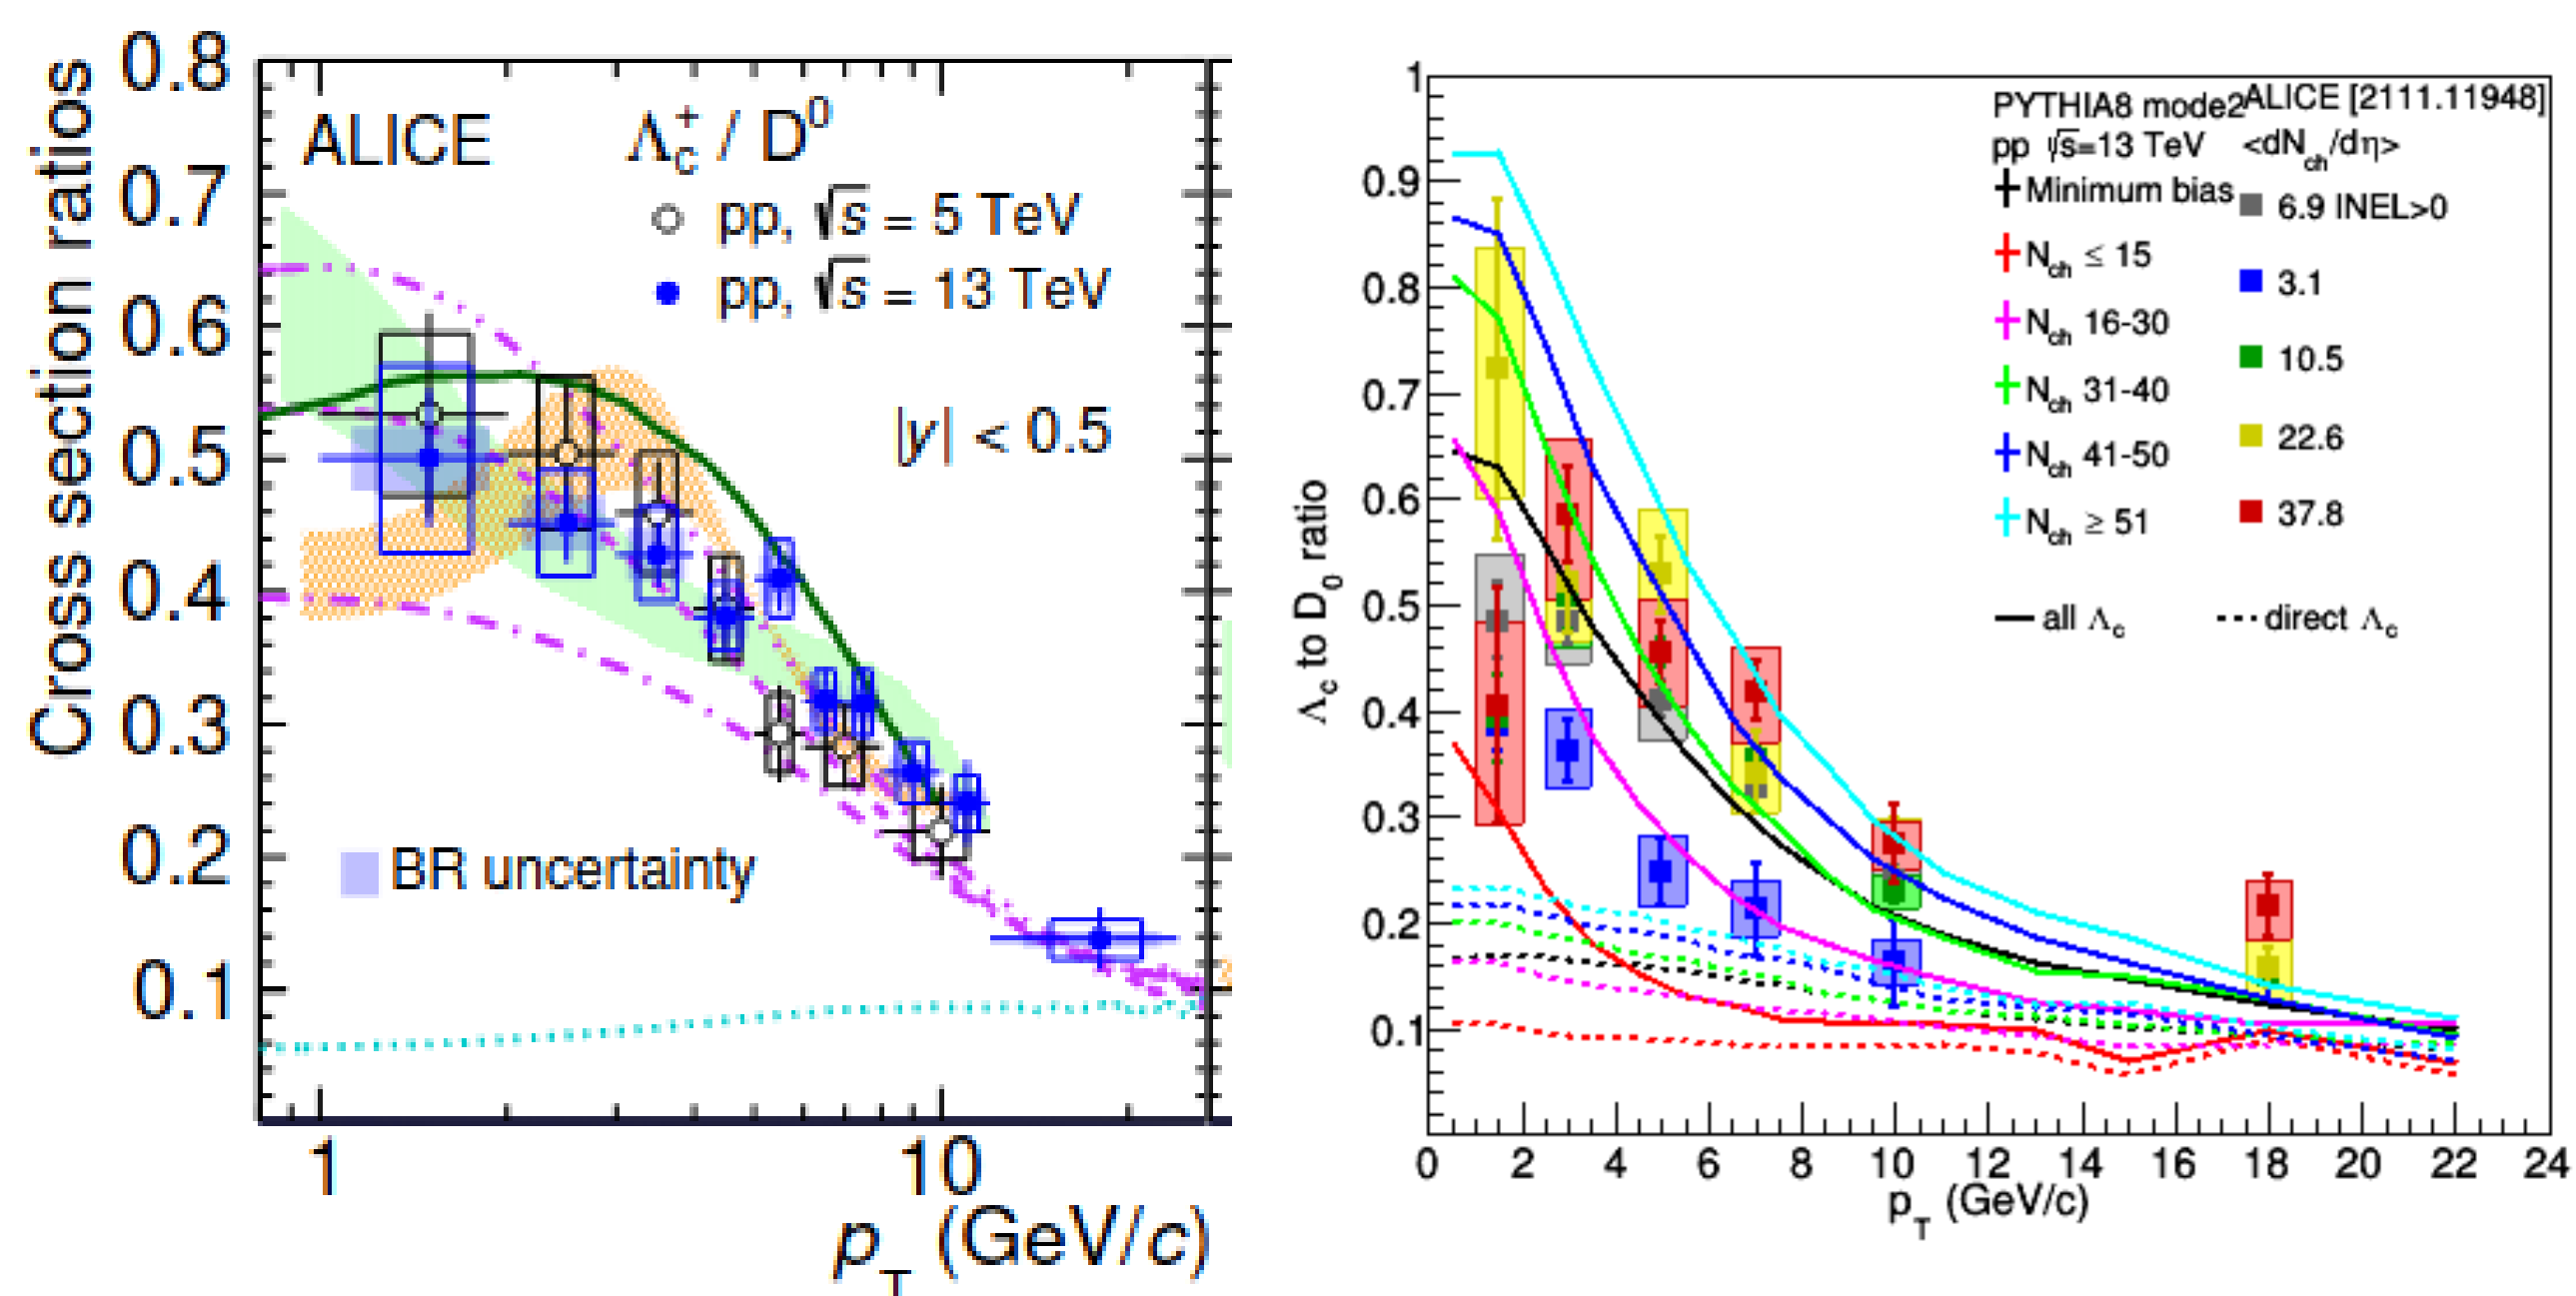 Cross section ratios
0.8
0.7
0.6
0.5
0.4
0.3
0.2
0.1
ALICE
Λc+ / D0
pp, √s = 5 TeV
pp, √s = 13 TeV
|y| < 0.5
BR uncertainty
1
10
pT (GeV/c)
Λc to D0 ratio
1
0.9
0.8
0.7
0.6
0.5
0.4
0.3
0.2
0.1
PYTHIA8 mode2
pp √s=13 TeV
Minimum bias
Nch ≤ 15
Nch 16-30
Nch 31-40
Nch 41-50
Nch ≥ 51
ALICE [2111.11948]
<dNch/dη>
6.9 INEL>0
3.1
10.5
22.6
37.8
all Λc
direct Λc
0 2 4 6 8 10 12 14 16 18 20 22 24
pT (GeV/c)